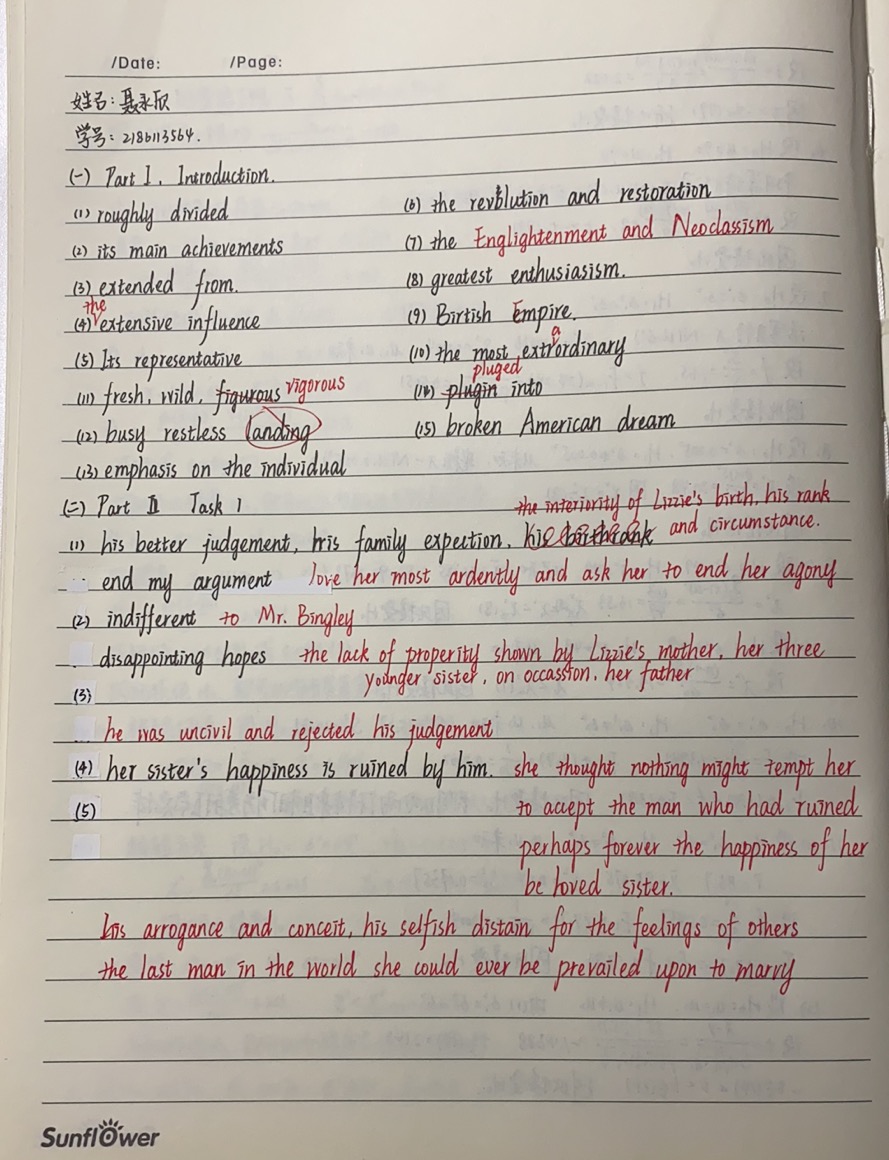 /Date: /Page:
姓名: 聂永欣
学号: 2186113564.
(一) Part I. Introduction.
(1) roughly divided
(6) the revolution and restoration
(2) its main achievements
(7) the Englightenment and Neoclassism
(3) extended from.
(8) greatest enthusiasism.
the
(4) extensive influence
(9) Birtish Empire.
(5) Its representative
a
(10) the most extrordinary
(11) fresh, wild, figurous vigorous
pluged
(14) plugin into
(12) busy restless landing
(15) broken American dream
(13) emphasis on the individual
(二) Part II Task 1
the interiority of Lizzie's birth, his rank
(1) his better judgement, his family expection, his birthrank and circumstance.
end my argument love her most ardently and ask her to end her agony
(2) indifferent to Mr. Bingley
disappointing hopes the lack of properity shown by Lizzie's mother, her three
younger sister, on occassion, her father
(3)
he was uncivil and rejected his judgement
(4) her sister's happiness is ruined by him. she thought nothing might tempt her
(5) to acept the man who had ruined
perhaps forever the happiness of her
be loved sister.
his arrogance and conceit, his selfish distain for the feelings of others
the last man in the world she could ever be prevailed upon to marry
Sunflower